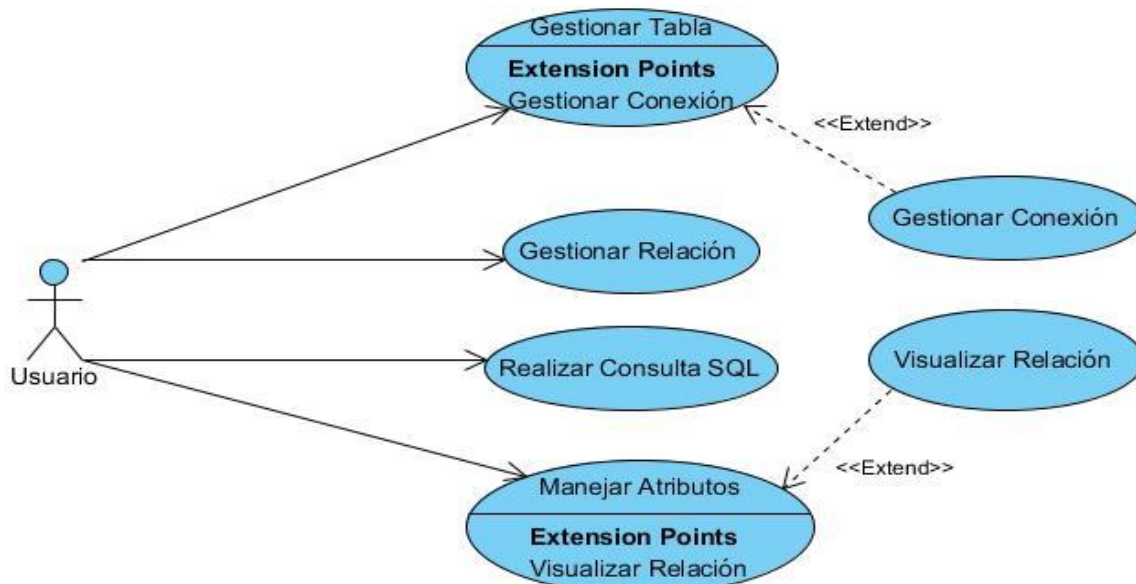 Gestionar Tabla
Extension Points
Gestionar Conexión
<<Extend>>
Gestionar Conexión
Gestionar Relación
Usuario
Realizar Consulta SQL
Visualizar Relación
<<Extend>>
Manejar Atributos
Extension Points
Visualizar Relación